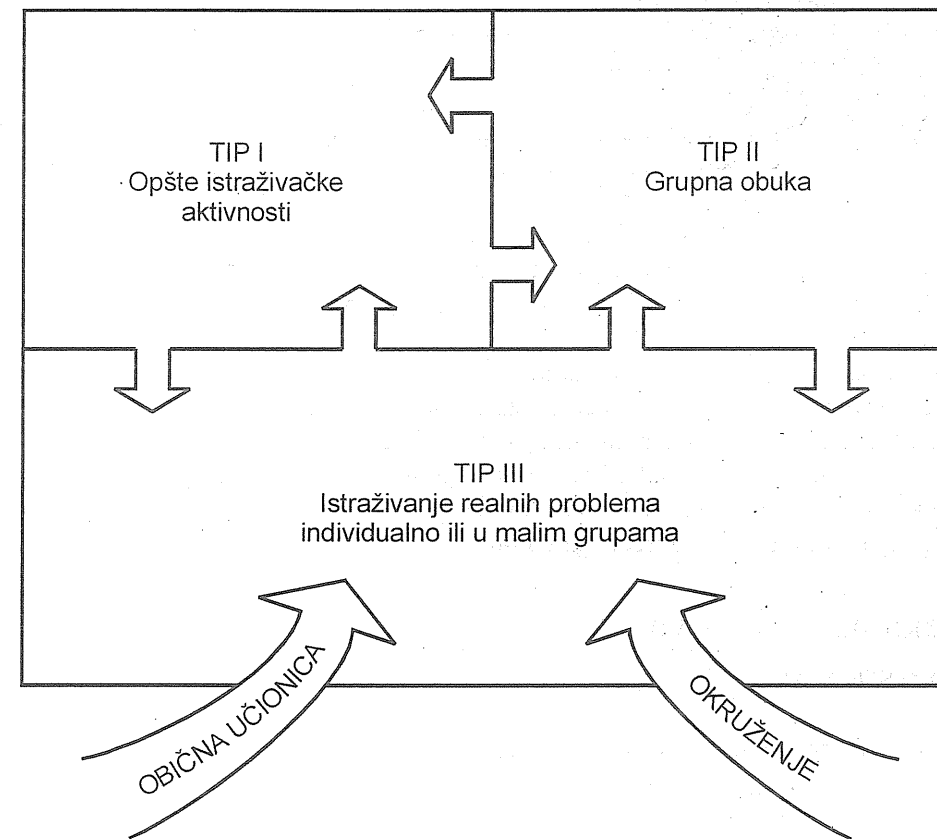 TIP I
Opšte istraživačke
aktivnosti
TIP II
Grupna obuka
TIP III
Istraživanje realnih problema
individualno ili u malim grupama
OBIČNA UČIONICA
OKRUŽENJE